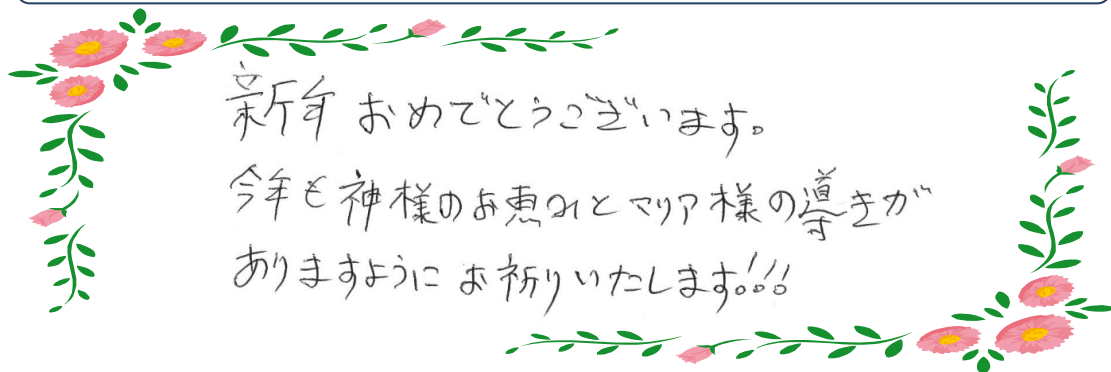 新年おめでとうございます。
今年も神様のお恵みとマリア様の導きが
ありますようにお祈りいたします!!!